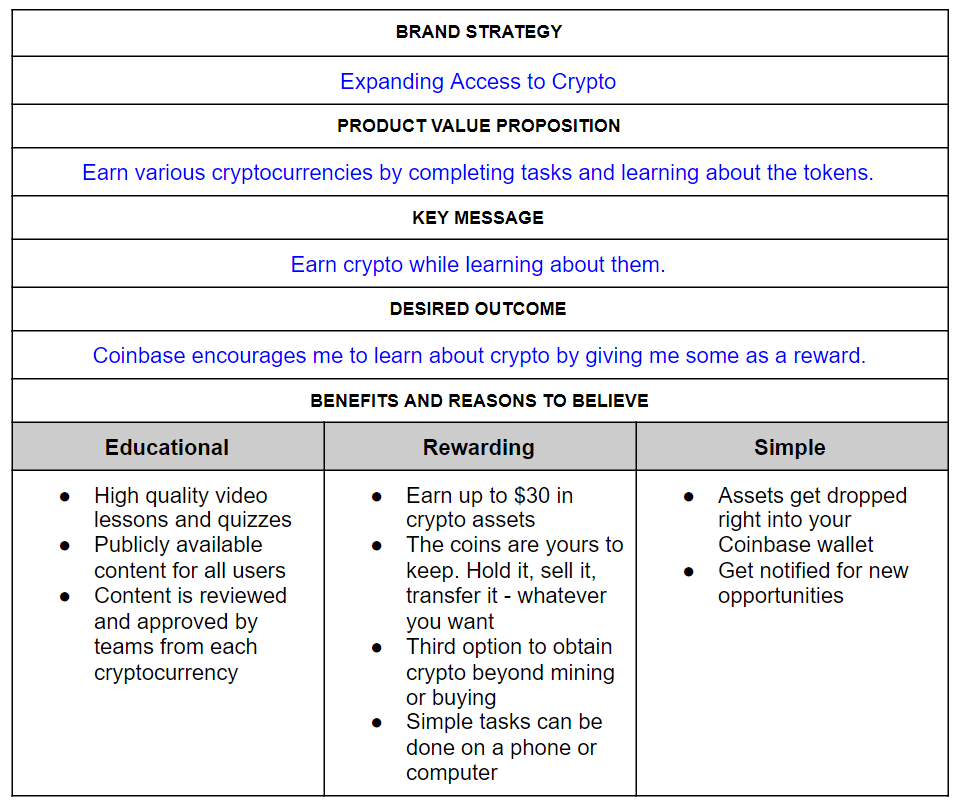 BRAND STRATEGY
Expanding Access to Crypto
PRODUCT VALUE PROPOSITION
Earn various cryptocurrencies by completing tasks and learning about the tokens.
KEY MESSAGE
Earn crypto while learning about them.
DESIRED OUTCOME
Coinbase encourages me to learn about crypto by giving me some as a reward.
BENEFITS AND REASONS TO BELIEVE
Educational
● High quality video
lessons and quizzes
● Publicly available
content for all users
● Content is reviewed
and approved by
teams from each
cryptocurrency
Rewarding
● Earn up to $30 in
crypto assets
● The coins are yours to
keep. Hold it, sell it,
transfer it - whatever
you want
● Third option to obtain
crypto beyond mining
or buying
● Simple tasks can be
done on a phone or
computer
Simple
● Assets get dropped
right into your
Coinbase wallet
● Get notified for new
opportunities